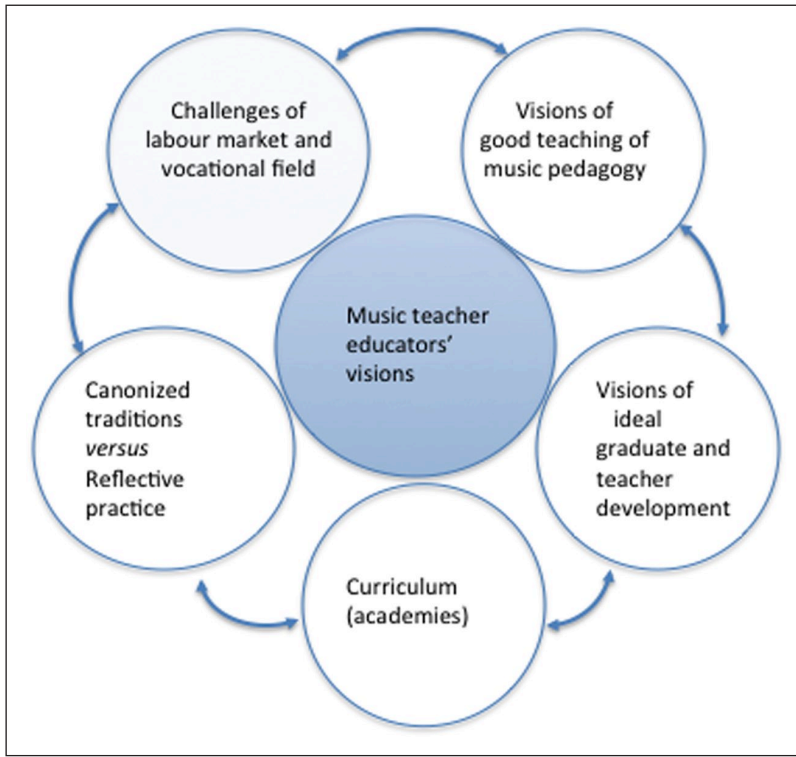 Challenges of
labour market and
vocational field
Visions of
good teaching of
music pedagogy
Music teacher
educators’
visions
Canonized
traditions
versus
Reflective
practice
Visions of
ideal
graduate and
teacher
development
Curriculum
(academies)